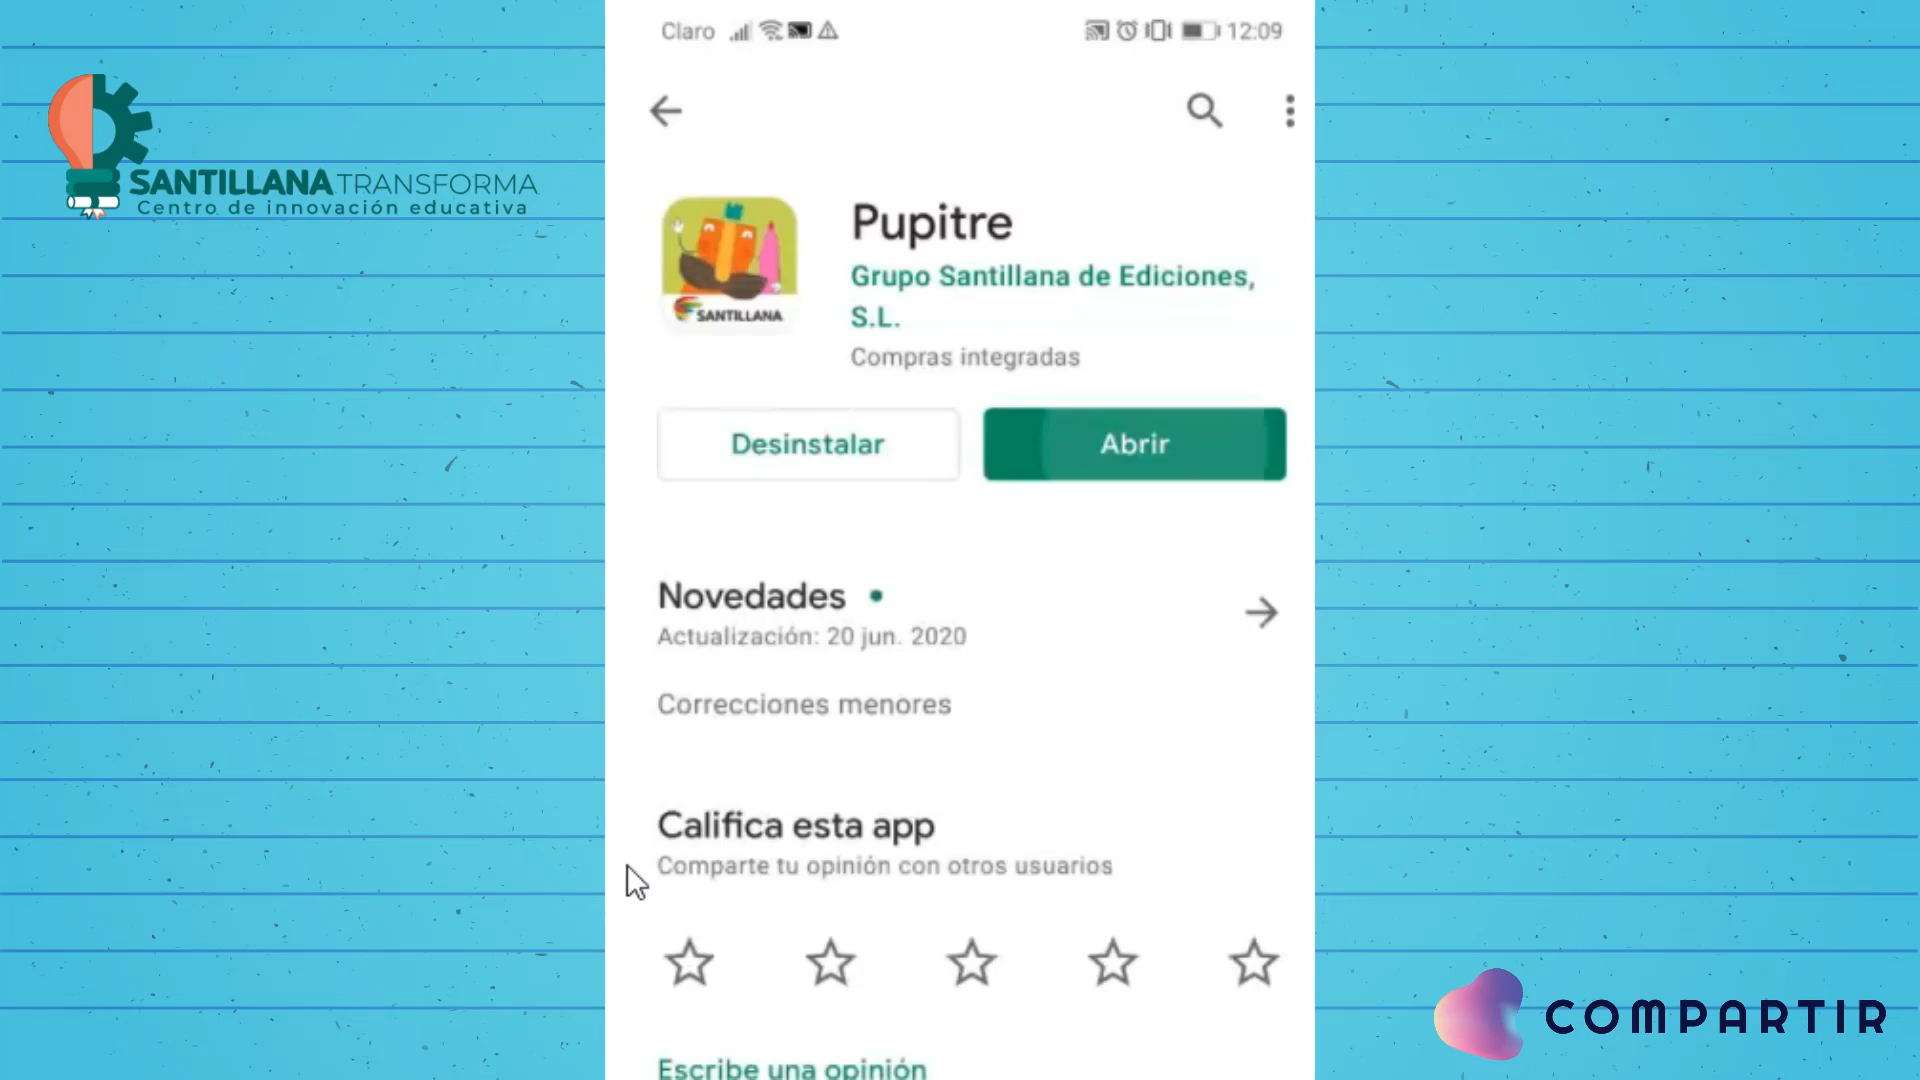 Claro
12:09
SANTILLANA TRANSFORMA
Centro de innovación educativa
Pupitre
Grupo Santillana de Ediciones,
S.L.
SANTILLANA
Compras integradas
Desinstalar
Abrir
Novedades
Actualización: 20 jun. 2020
Correcciones menores
Califica esta app
Comparte tu opinión con otros usuarios
Escribe una opinión
COMPARTIR